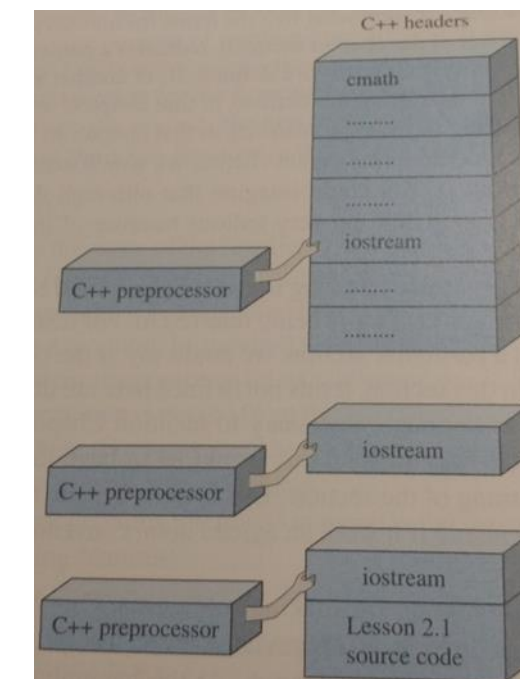 C++ headers
cmath
.........
.........
.........
iostream
C++ preprocessor
.........
.........
iostream
C++ preprocessor
iostream
C++ preprocessor
Lesson 2.1
source code